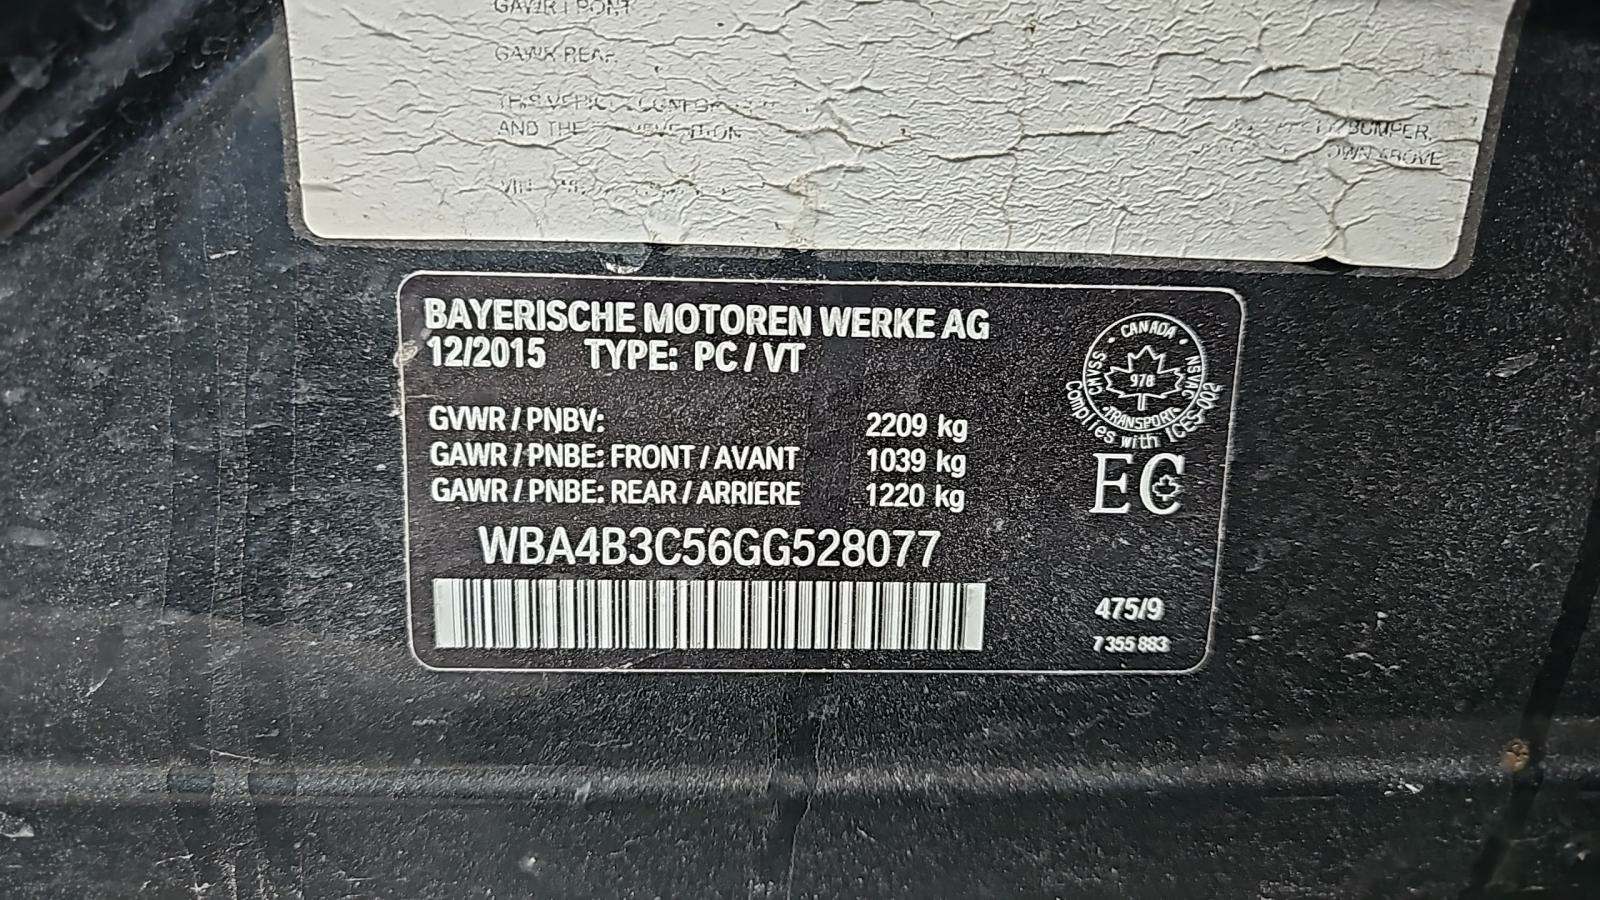 GAWR FRONT
GAWR REAR
AND THE
BUMPER,
OWN ABOVE
BAYERISCHE MOTOREN WERKE AG
12/2015 TYPE: PC / VT
GVWR / PNBV: 2209 kg
GAWR / PNBE: FRONT / AVANT 1039 kg
GAWR / PNBE: REAR / ARRIERE 1220 kg
WBA4B3C56GG528077
CANADA
CMVSS · NSVAC
978
TRANSPORT
Complies with ICES-002
EC
475/9
7 355 883